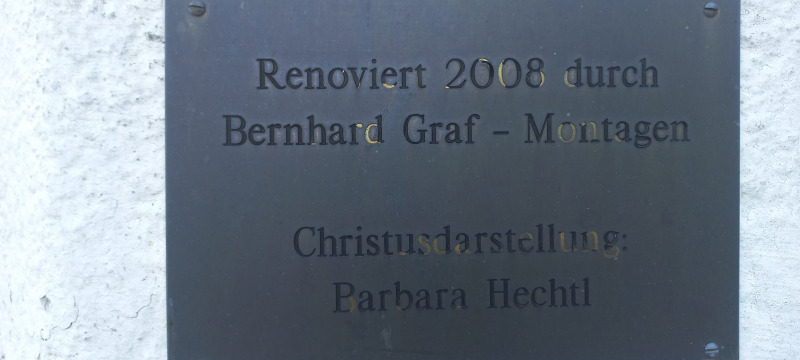 Renoviert 2008 durch
Bernhard Graf - Montagen
Christusdarstellung:
Barbara Hechtl